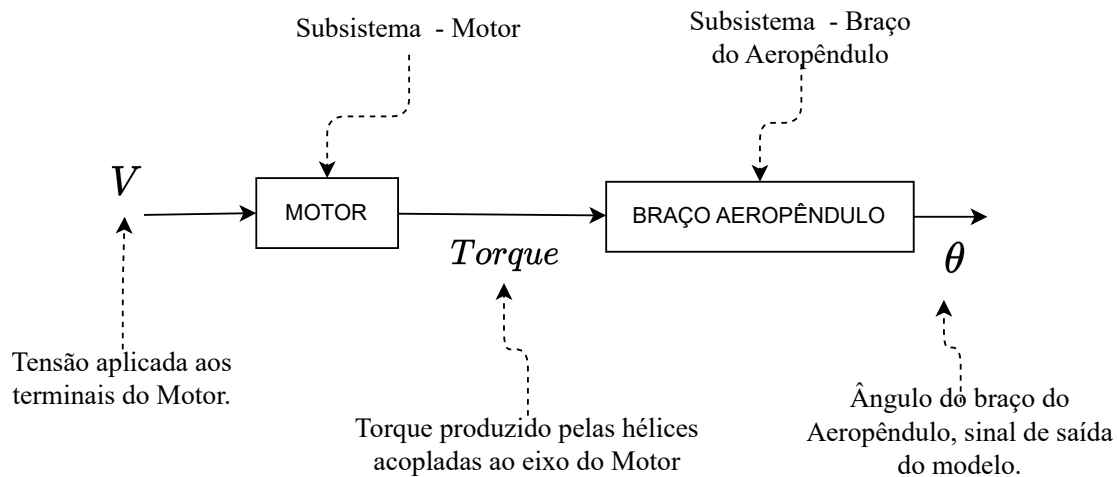 Subsistema - Motor
Subsistema - Braço
do Aeropêndulo
V
MOTOR
Torque
BRAÇO AEROPÊNDULO
θ
Tensão aplicada aos
terminais do Motor.
Torque produzido pelas hélices
acopladas ao eixo do Motor
Ângulo do braço do
Aeropêndulo, sinal de saída
do modelo.